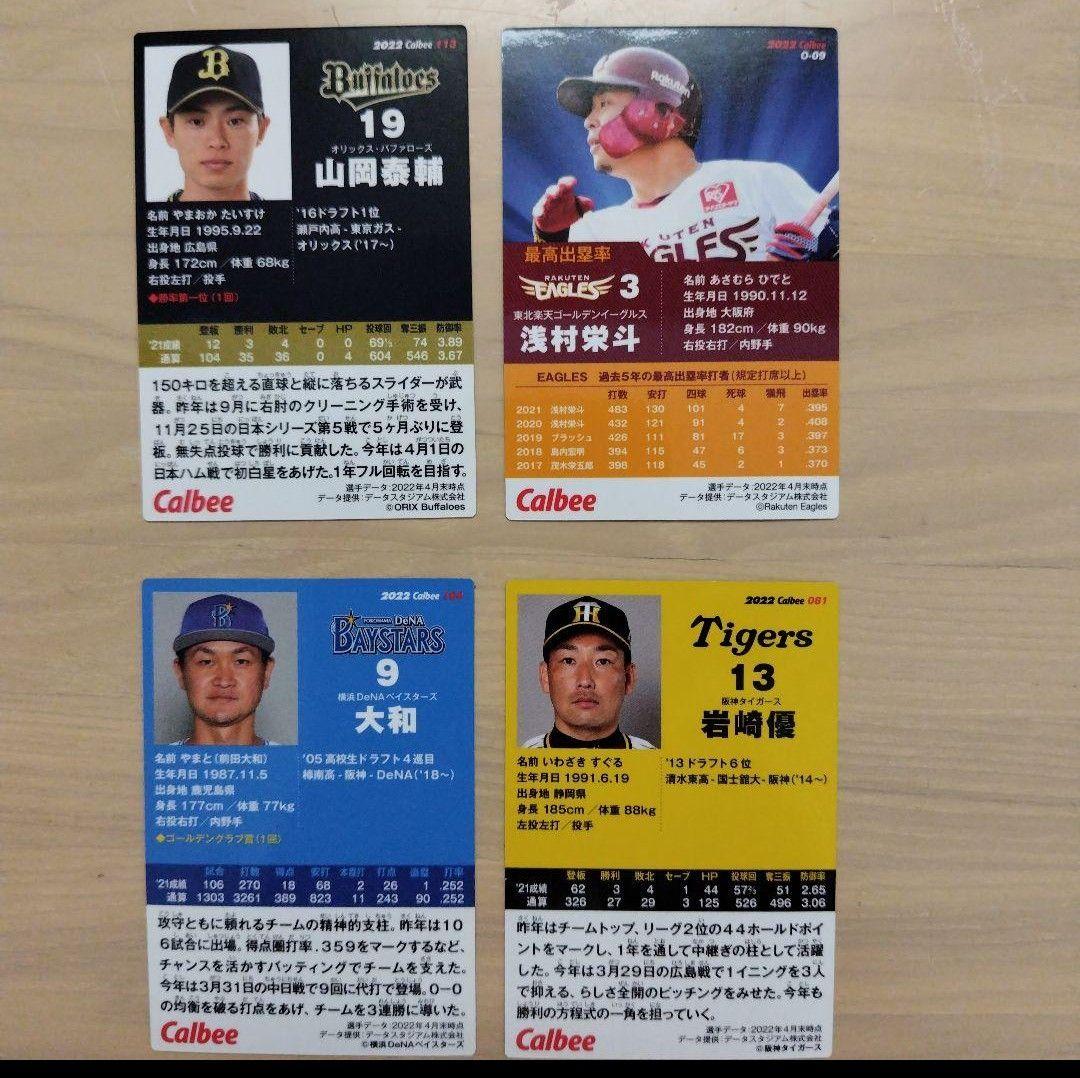 2022 Calbee 113
Buffaloes
19
オリックス・バファローズ
山岡泰輔
名前 やまおか たいすけ
生年月日 1995.9.22
出身地 広島県
身長 172cm／体重 68kg
右投左打／投手
◆勝率第一位(1回)
'16ドラフト1位
瀬戸内高-東京ガス-
オリックス('17〜)
登板 勝利 敗北 セーブ HP 投球回 奪三振 防御率
'21成績 12 3 4 0 0 69⅓ 74 3.89
通算 104 35 36 0 4 604 546 3.67
150キロを超える直球と縦に落ちるスライダーが武
器。昨年は9月に右肘のクリーニング手術を受け、
11月25日の日本シリーズ第5戦で5ヶ月ぶりに登
板。無失点投球で勝利に貢献した。今年は4月1日の
日本ハム戦で初白星をあげた。1年フル回転を目指す。
Calbee
選手データ:2022年4月末時点
データ提供:データスタジアム株式会社
©ORIX Buffaloes
2022 Calbee
O-09
Rakuten
EAGLES
最高出塁率
RAKUTEN
EAGLES
3
東北楽天ゴールデンイーグルス
浅村栄斗
名前 あさむら ひでと
生年月日 1990.11.12
出身地 大阪府
身長 182cm／体重 90kg
右投右打／内野手
EAGLES 過去5年の最高出塁率打者(規定打席以上)
打数 安打 四球 死球 犠飛 出塁率
2021 浅村栄斗 483 130 101 4 7 .395
2020 浅村栄斗 432 121 91 4 2 .408
2019 ブラッシュ 426 111 81 17 3 .397
2018 島内宏明 394 115 47 6 3 .373
2017 茂木栄五郎 398 118 45 2 1 .370
Calbee
選手データ:2022年4月末時点
データ提供:データスタジアム株式会社
©Rakuten Eagles
2022 Calbee
YOKOHAMA DeNA
BAYSTARS
9
横浜DeNAベイスターズ
大和
名前 やまと(前田大和)
生年月日 1987.11.5
出身地 鹿児島県
身長 177cm／体重 77kg
右投右打／内野手
◆ゴールデングラブ賞(1回)
'05高校生ドラフト4巡目
樟南高-阪神-DeNA('18〜)
試合 打数 得点 安打 本塁打 打点 盗塁 打率
'21成績 106 270 18 68 2 26 1 .252
通算 1303 3261 389 823 11 243 90 .252
攻守ともに頼れるチームの精神的支柱。昨年は10
6試合に出場。得点圏打率.359をマークするなど、
チャンスを活かすバッティングでチームを支えた。
今年は3月31日の中日戦で9回に代打で登場。0-0
の均衡を破る打点をあげ、チームを3連勝に導いた。
Calbee
選手データ:2022年4月末時点
データ提供:データスタジアム株式会社
©横浜DeNAベイスターズ
2022 Calbee 081
Tigers
13
阪神タイガース
岩崎優
名前 いわざき すぐる
生年月日 1991.6.19
出身地 静岡県
身長 185cm／体重 88kg
左投左打／投手
'13ドラフト6位
清水東高-国士舘大-阪神('14〜)
登板 勝利 敗北 セーブ HP 投球回 奪三振 防御率
'21成績 62 3 4 1 44 57⅔ 51 2.65
通算 326 27 29 3 125 526 496 3.06
昨年はチームトップ、リーグ2位の44ホールドポイ
ントをマークし、1年を通して中継ぎの柱として活躍
した。今年は3月29日の広島戦で1イニングを3人
で抑える、らしさ全開のピッチングをみせた。今年も
勝利の方程式の一角を担っていく。
Calbee
選手データ:2022年4月末時点
データ提供:データスタジアム株式会社
©阪神タイガース